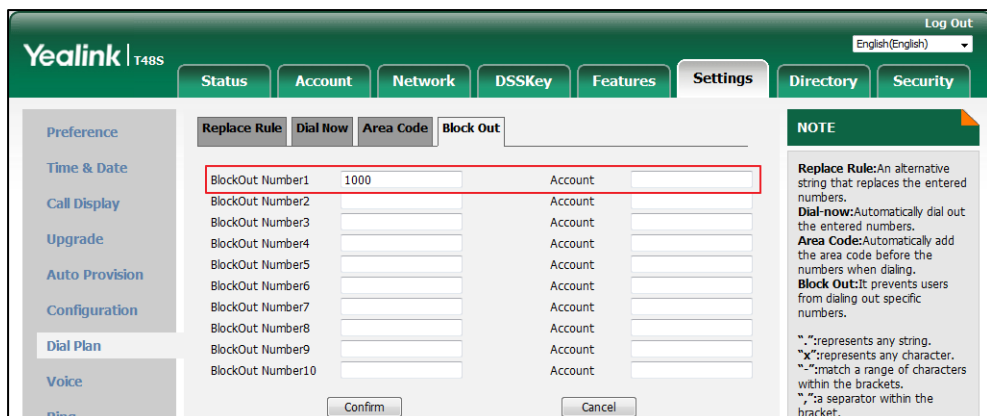 Log Out
Yealink | T48S
English(English)
Status Account Network DSSKey Features Settings Directory Security
Preference
Time & Date
Call Display
Upgrade
Auto Provision
Configuration
Dial Plan
Voice
Ring
Replace Rule Dial Now Area Code Block Out
BlockOut Number1 1000 Account
BlockOut Number2 Account
BlockOut Number3 Account
BlockOut Number4 Account
BlockOut Number5 Account
BlockOut Number6 Account
BlockOut Number7 Account
BlockOut Number8 Account
BlockOut Number9 Account
BlockOut Number10 Account
Confirm Cancel
NOTE
Replace Rule:An alternative
string that replaces the entered
numbers.
Dial-now:Automatically dial out
the entered numbers.
Area Code:Automatically add
the area code before the
numbers when dialing.
Block Out:It prevents users
from dialing out specific
numbers.
".":represents any string.
"x":represents any character.
"-":match a range of characters
within the brackets.
",":a separator within the
bracket.